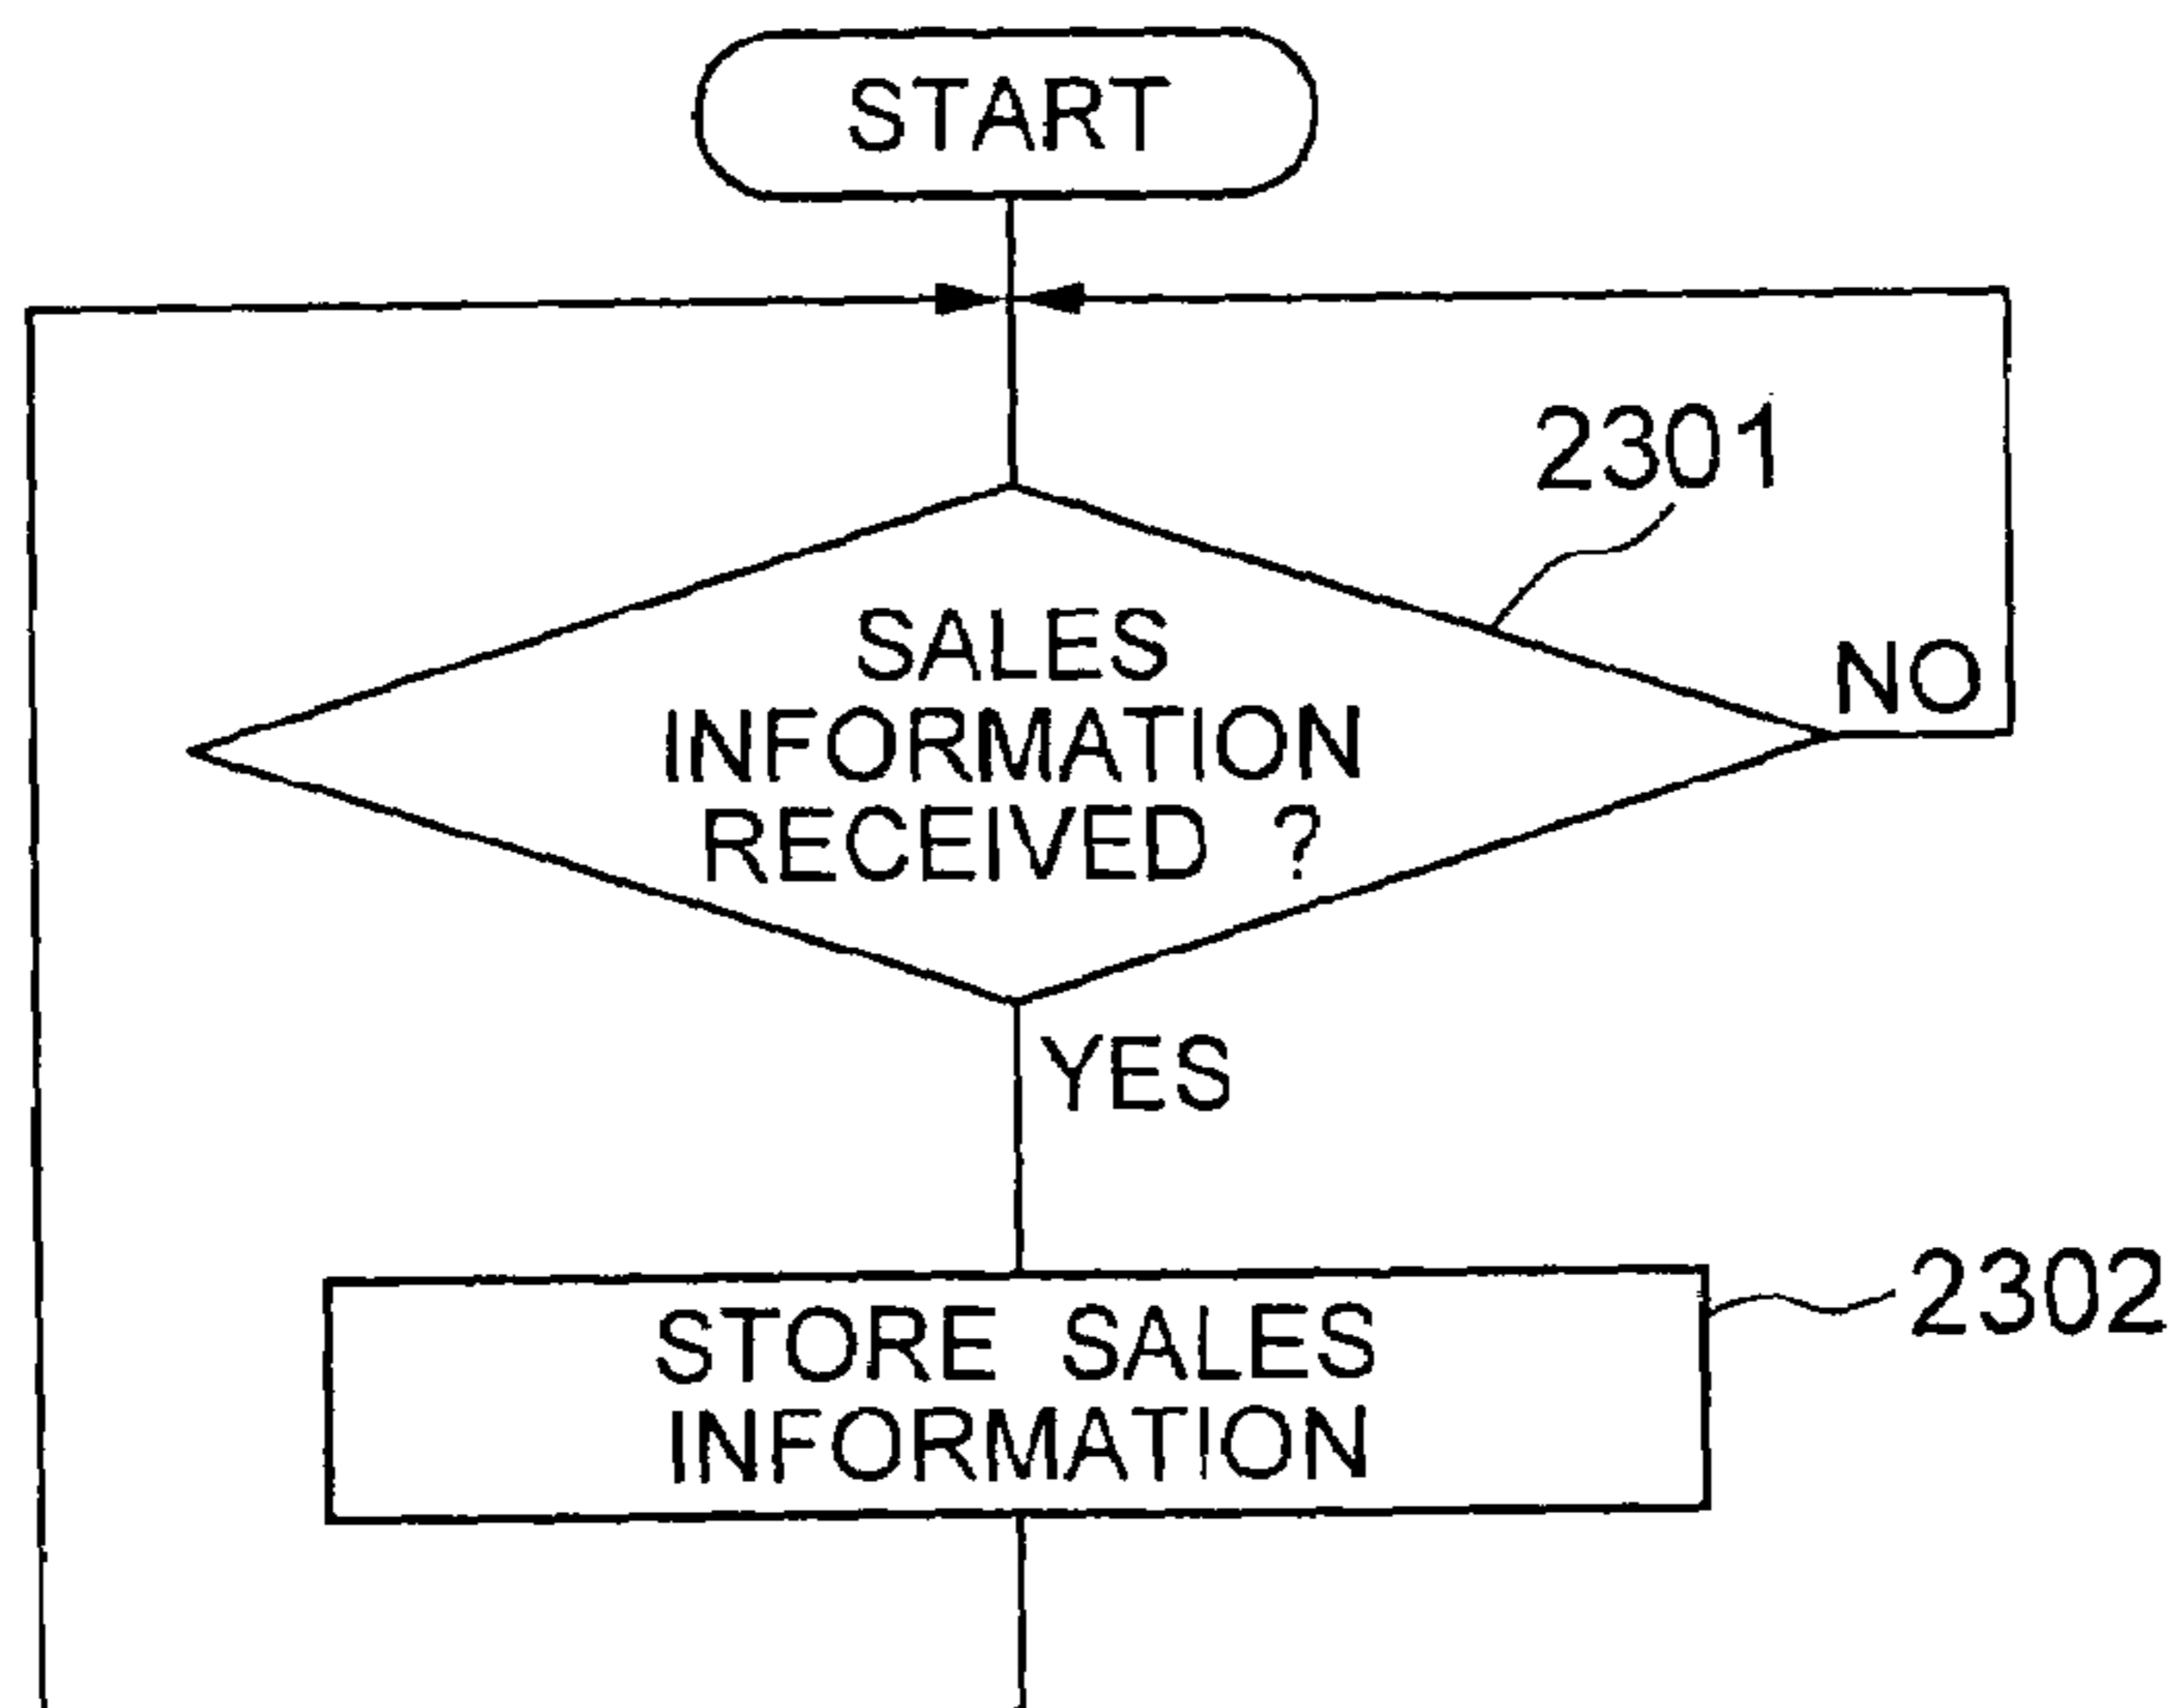 START
2301
SALES
INFORMATION
RECEIVED ?
NO
YES
STORE SALES
INFORMATION
2302